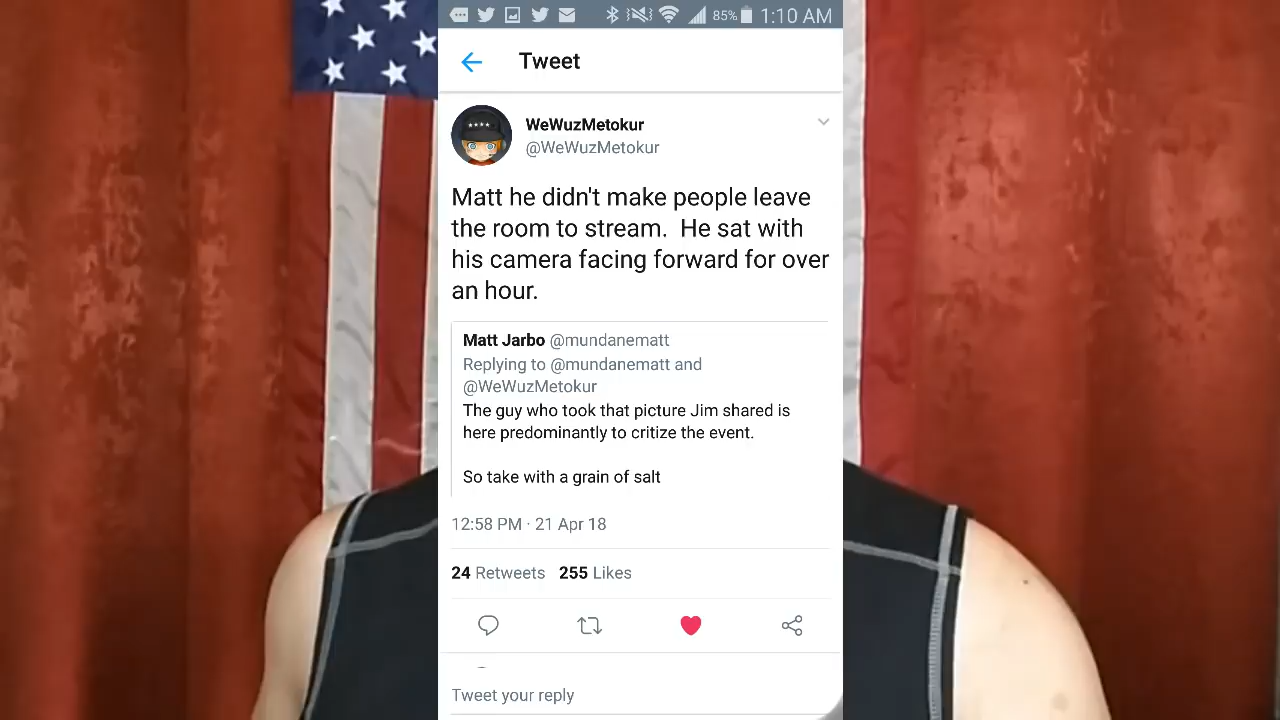 85% 1:10 AM
Tweet
WeWuzMetokur
@WeWuzMetokur
Matt he didn't make people leave
the room to stream.  He sat with
his camera facing forward for over
an hour.
Matt Jarbo @mundanematt
Replying to @mundanematt and
@WeWuzMetokur
The guy who took that picture Jim shared is
here predominantly to critize the event.
So take with a grain of salt
12:58 PM · 21 Apr 18
24 Retweets 255 Likes
Tweet your reply